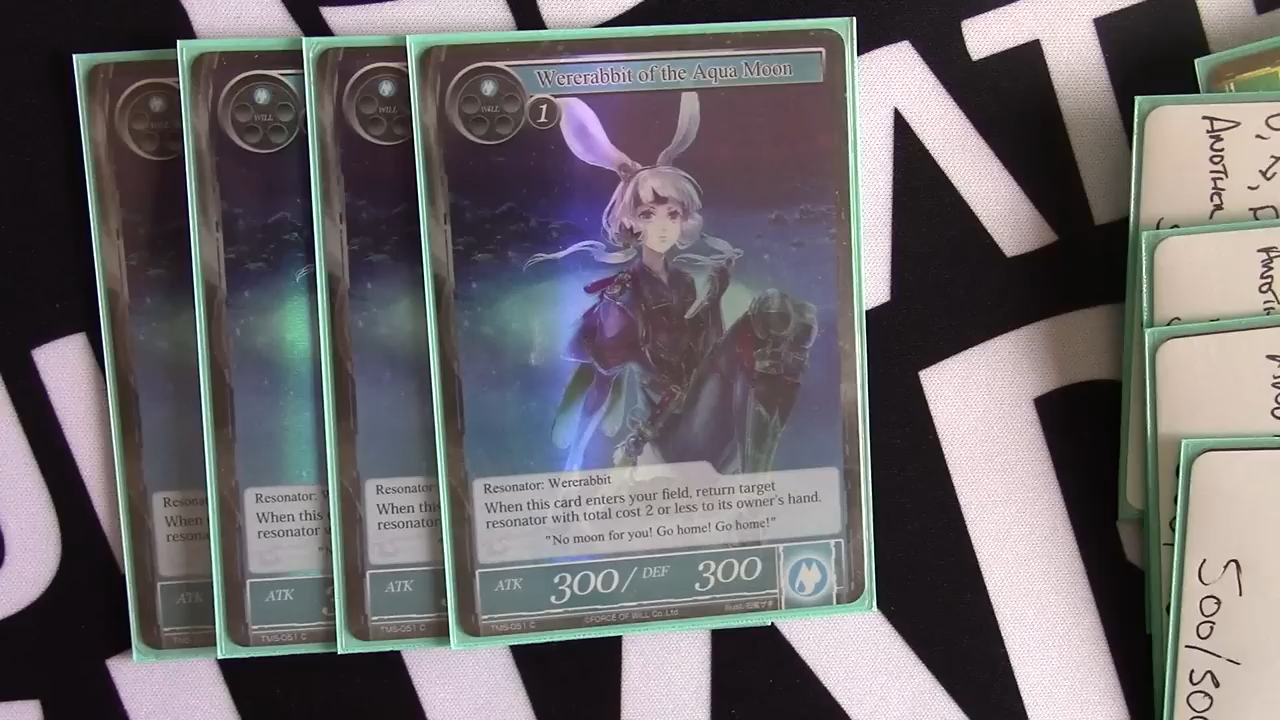 WILL
WILL
WILL
WILL
Wererabbit of the Aqua Moon
1
Resonator: Wererabbit
When this card enters your field, return target
resonator with total cost 2 or less to its owner's hand.
"No moon for you! Go home! Go home!"
ATK 300 / DEF 300
TMS-051 C
©FORCE OF WILL Co.,Ltd.
Resonator
When this
resonator
ATK
TMS-051 C
Resonator: W
When this
resonator
ATK
TMS-051 C
Reson
When
resona
ATK
ANOTHER
500/500